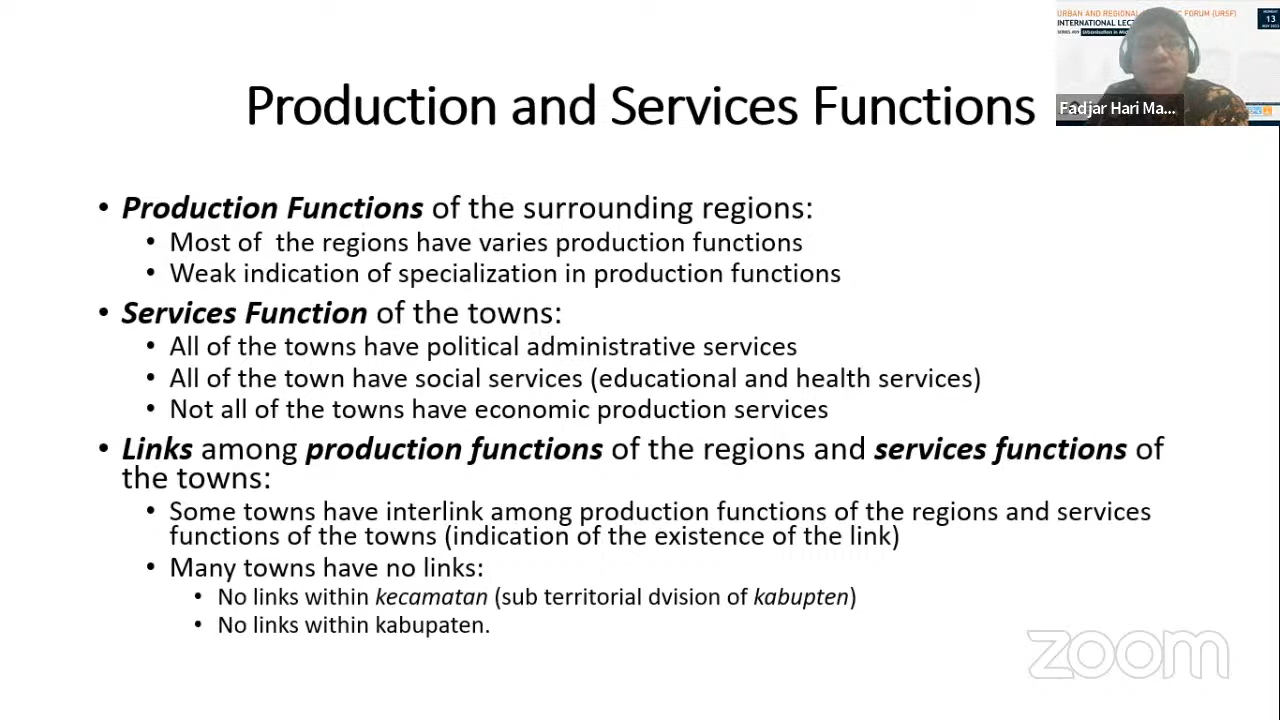 URBAN AND REGIONAL FORUM (URSF)
INTERNATIONAL
13
Production and Services Functions
Fadjar Hari Ma...
• Production Functions of the surrounding regions:
• Most of the regions have varies production functions
• Weak indication of specialization in production functions
• Services Function of the towns:
• All of the towns have political administrative services
• All of the town have social services (educational and health services)
• Not all of the towns have economic production services
• Links among production functions of the regions and services functions of
the towns:
• Some towns have interlink among production functions of the regions and services
functions of the towns (indication of the existence of the link)
• Many towns have no links:
• No links within kecamatan (sub territorial dvision of kabupten)
• No links within kabupaten.
zoom